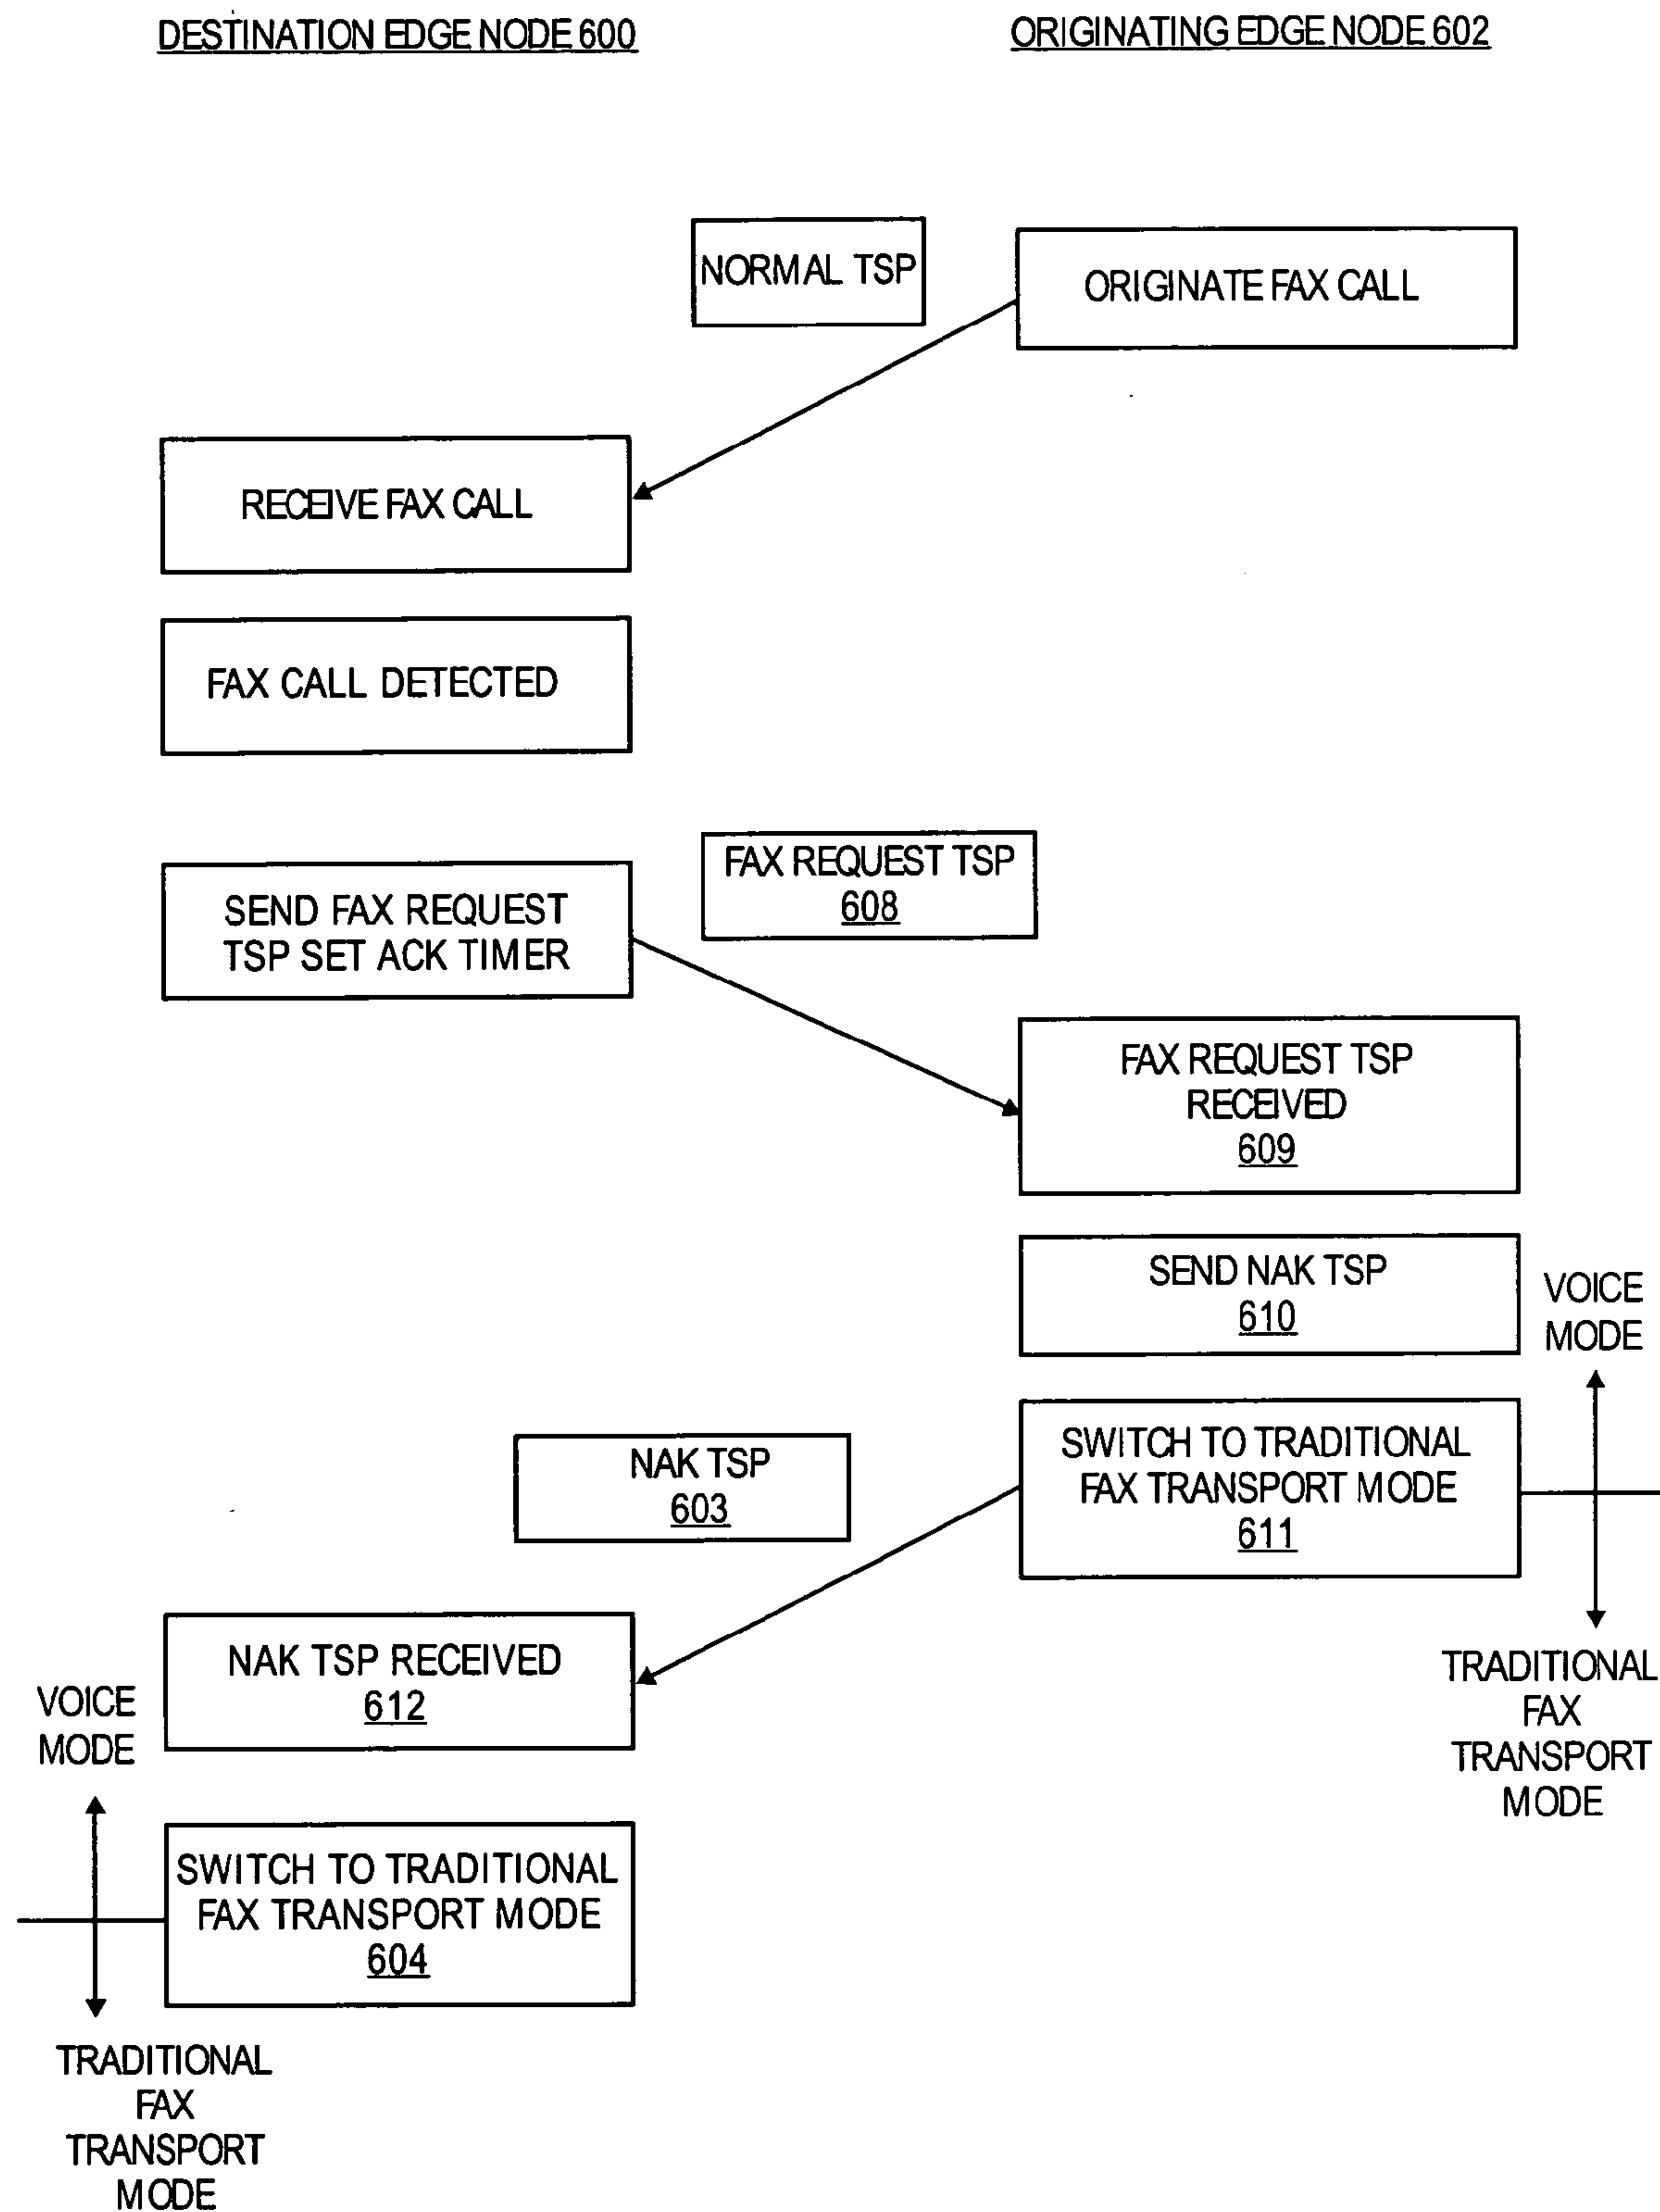 DESTINATION EDGE NODE 600
ORIGINATING EDGE NODE 602
NORMAL TSP
ORIGINATE FAX CALL
RECEIVE FAX CALL
FAX CALL DETECTED
FAX REQUEST TSP
608
SEND FAX REQUEST
TSP SET ACK TIMER
FAX REQUEST TSP
RECEIVED
609
SEND NAK TSP
610
VOICE
MODE
SWITCH TO TRADITIONAL
FAX TRANSPORT MODE
611
NAK TSP
603
NAK TSP RECEIVED
612
TRADITIONAL
FAX
TRANSPORT
MODE
VOICE
MODE
SWITCH TO TRADITIONAL
FAX TRANSPORT MODE
604
TRADITIONAL
FAX
TRANSPORT
MODE